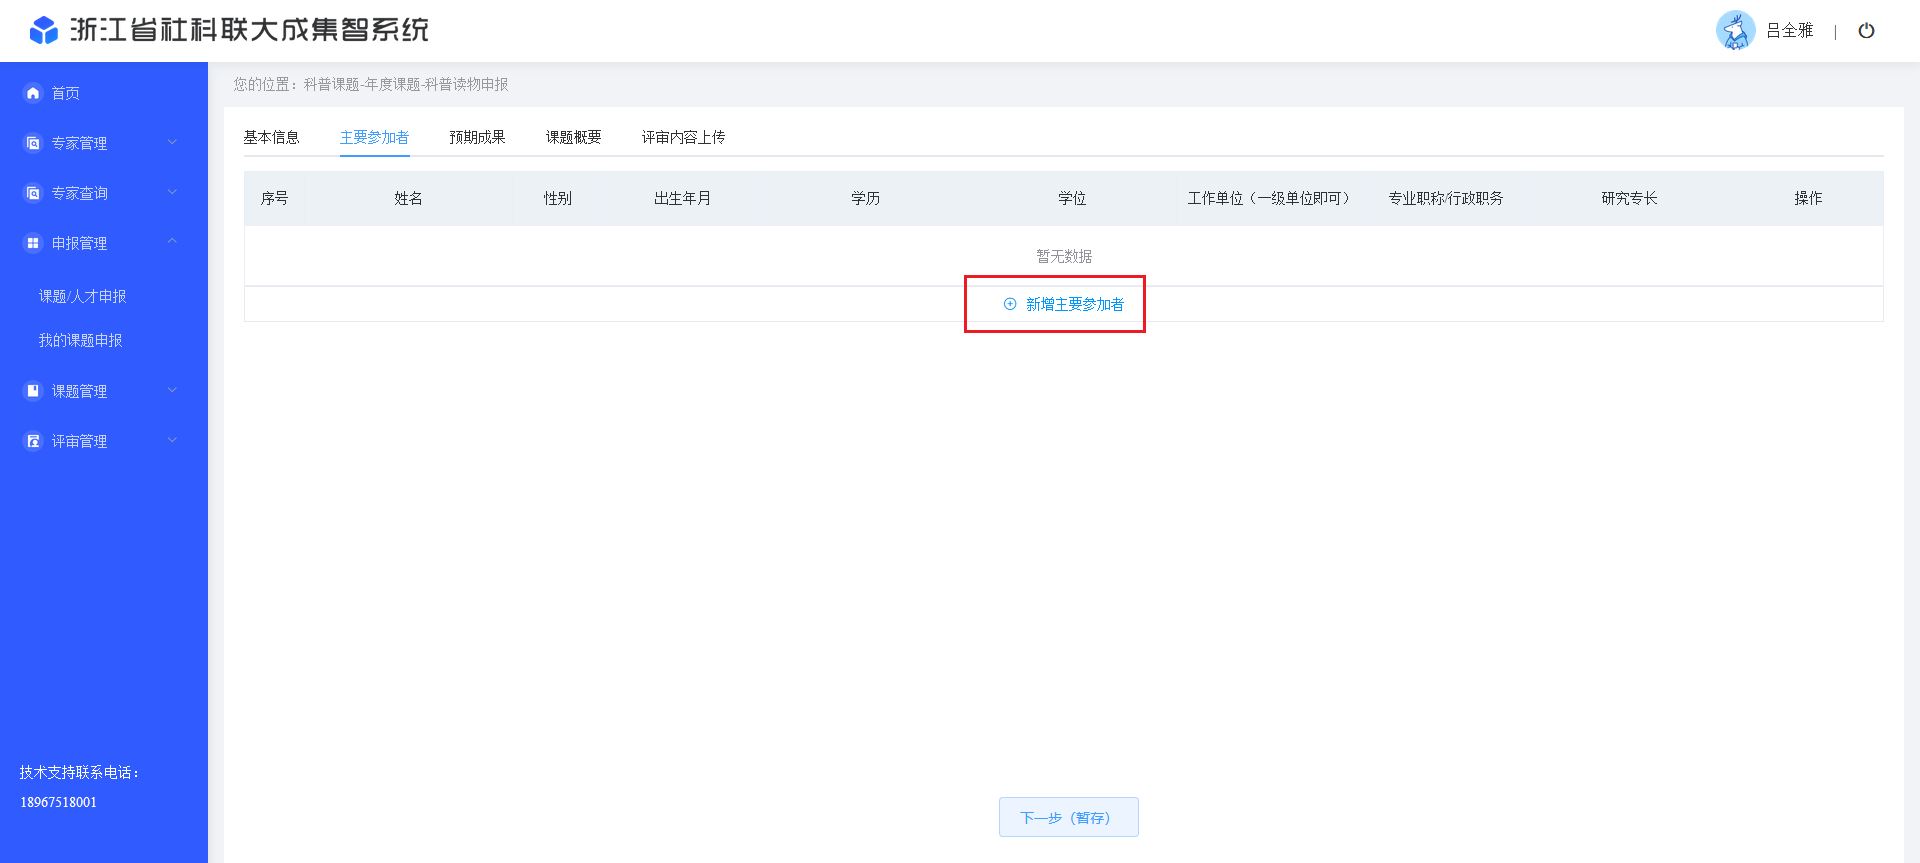 浙江省社科联大成集智系统
吕全雅
首页
专家管理
专家查询
申报管理
课题/人才申报
我的课题申报
课题管理
评审管理
技术支持联系电话：
18967518001
您的位置：科普课题-年度课题-科普读物申报
基本信息 主要参加者 预期成果 课题概要 评审内容上传
序号 姓名 性别 出生年月 学历 学位 工作单位（一级单位即可） 专业职称/行政职务 研究专长 操作
暂无数据
新增主要参加者
下一步（暂存）